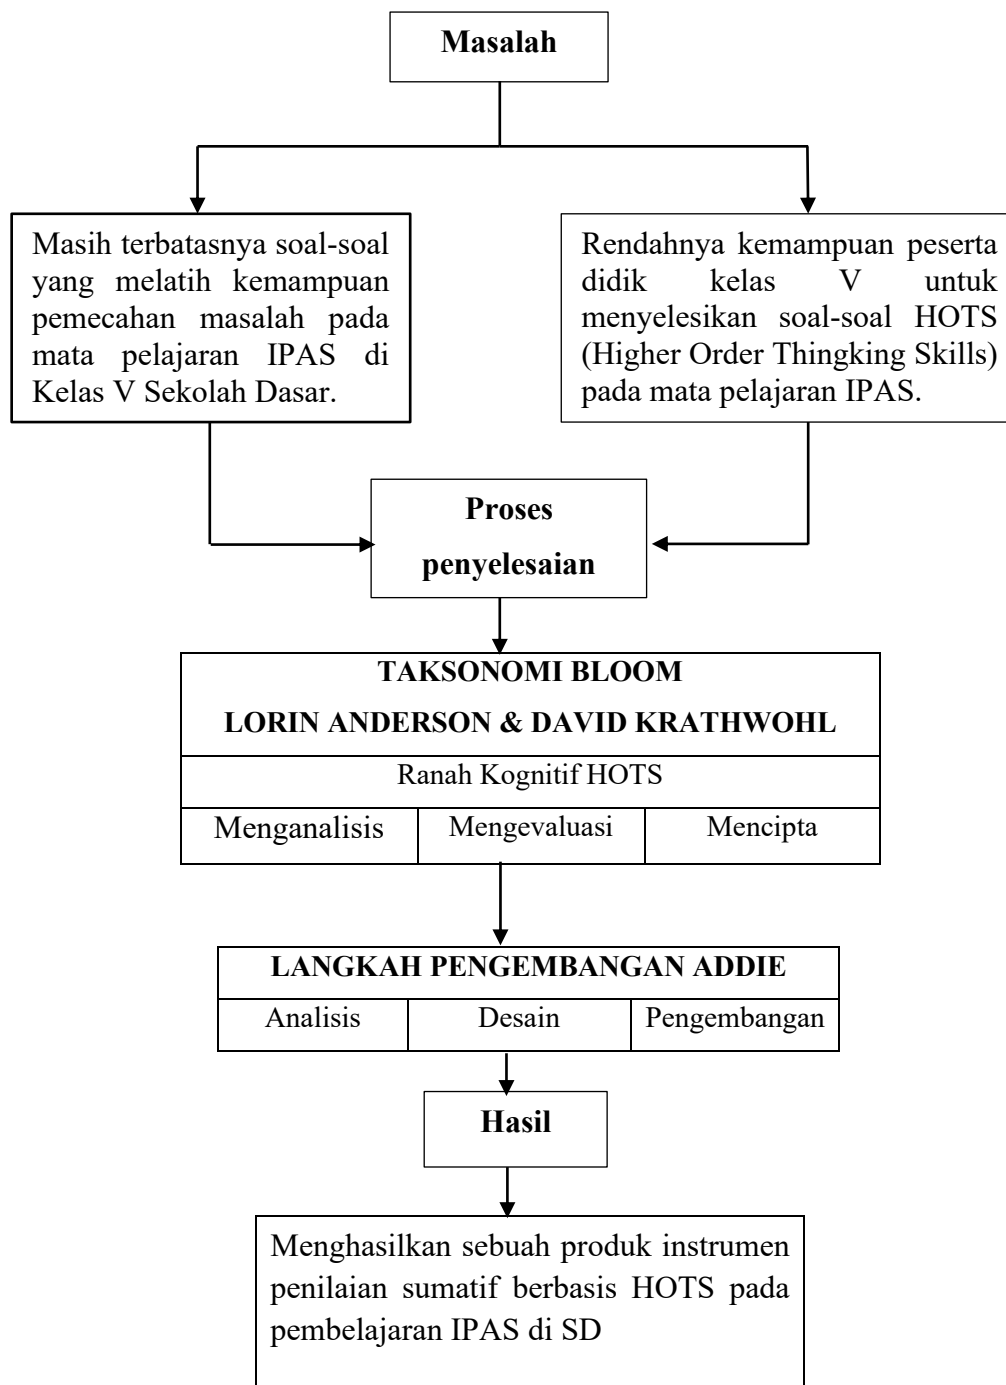 Masalah
Masih terbatasnya soal-soal
yang melatih kemampuan
pemecahan masalah pada
mata pelajaran IPAS di
Kelas V Sekolah Dasar.
Rendahnya kemampuan peserta
didik kelas V untuk
menyelesikan soal-soal HOTS
(Higher Order Thingking Skills)
pada mata pelajaran IPAS.
Proses
penyelesaian
TAKSONOMI BLOOM
LORIN ANDERSON & DAVID KRATHWOHL
Ranah Kognitif HOTS
Menganalisis
Mengevaluasi
Mencipta
LANGKAH PENGEMBANGAN ADDIE
Analisis
Desain
Pengembangan
Hasil
Menghasilkan sebuah produk instrumen
penilaian sumatif berbasis HOTS pada
pembelajaran IPAS di SD